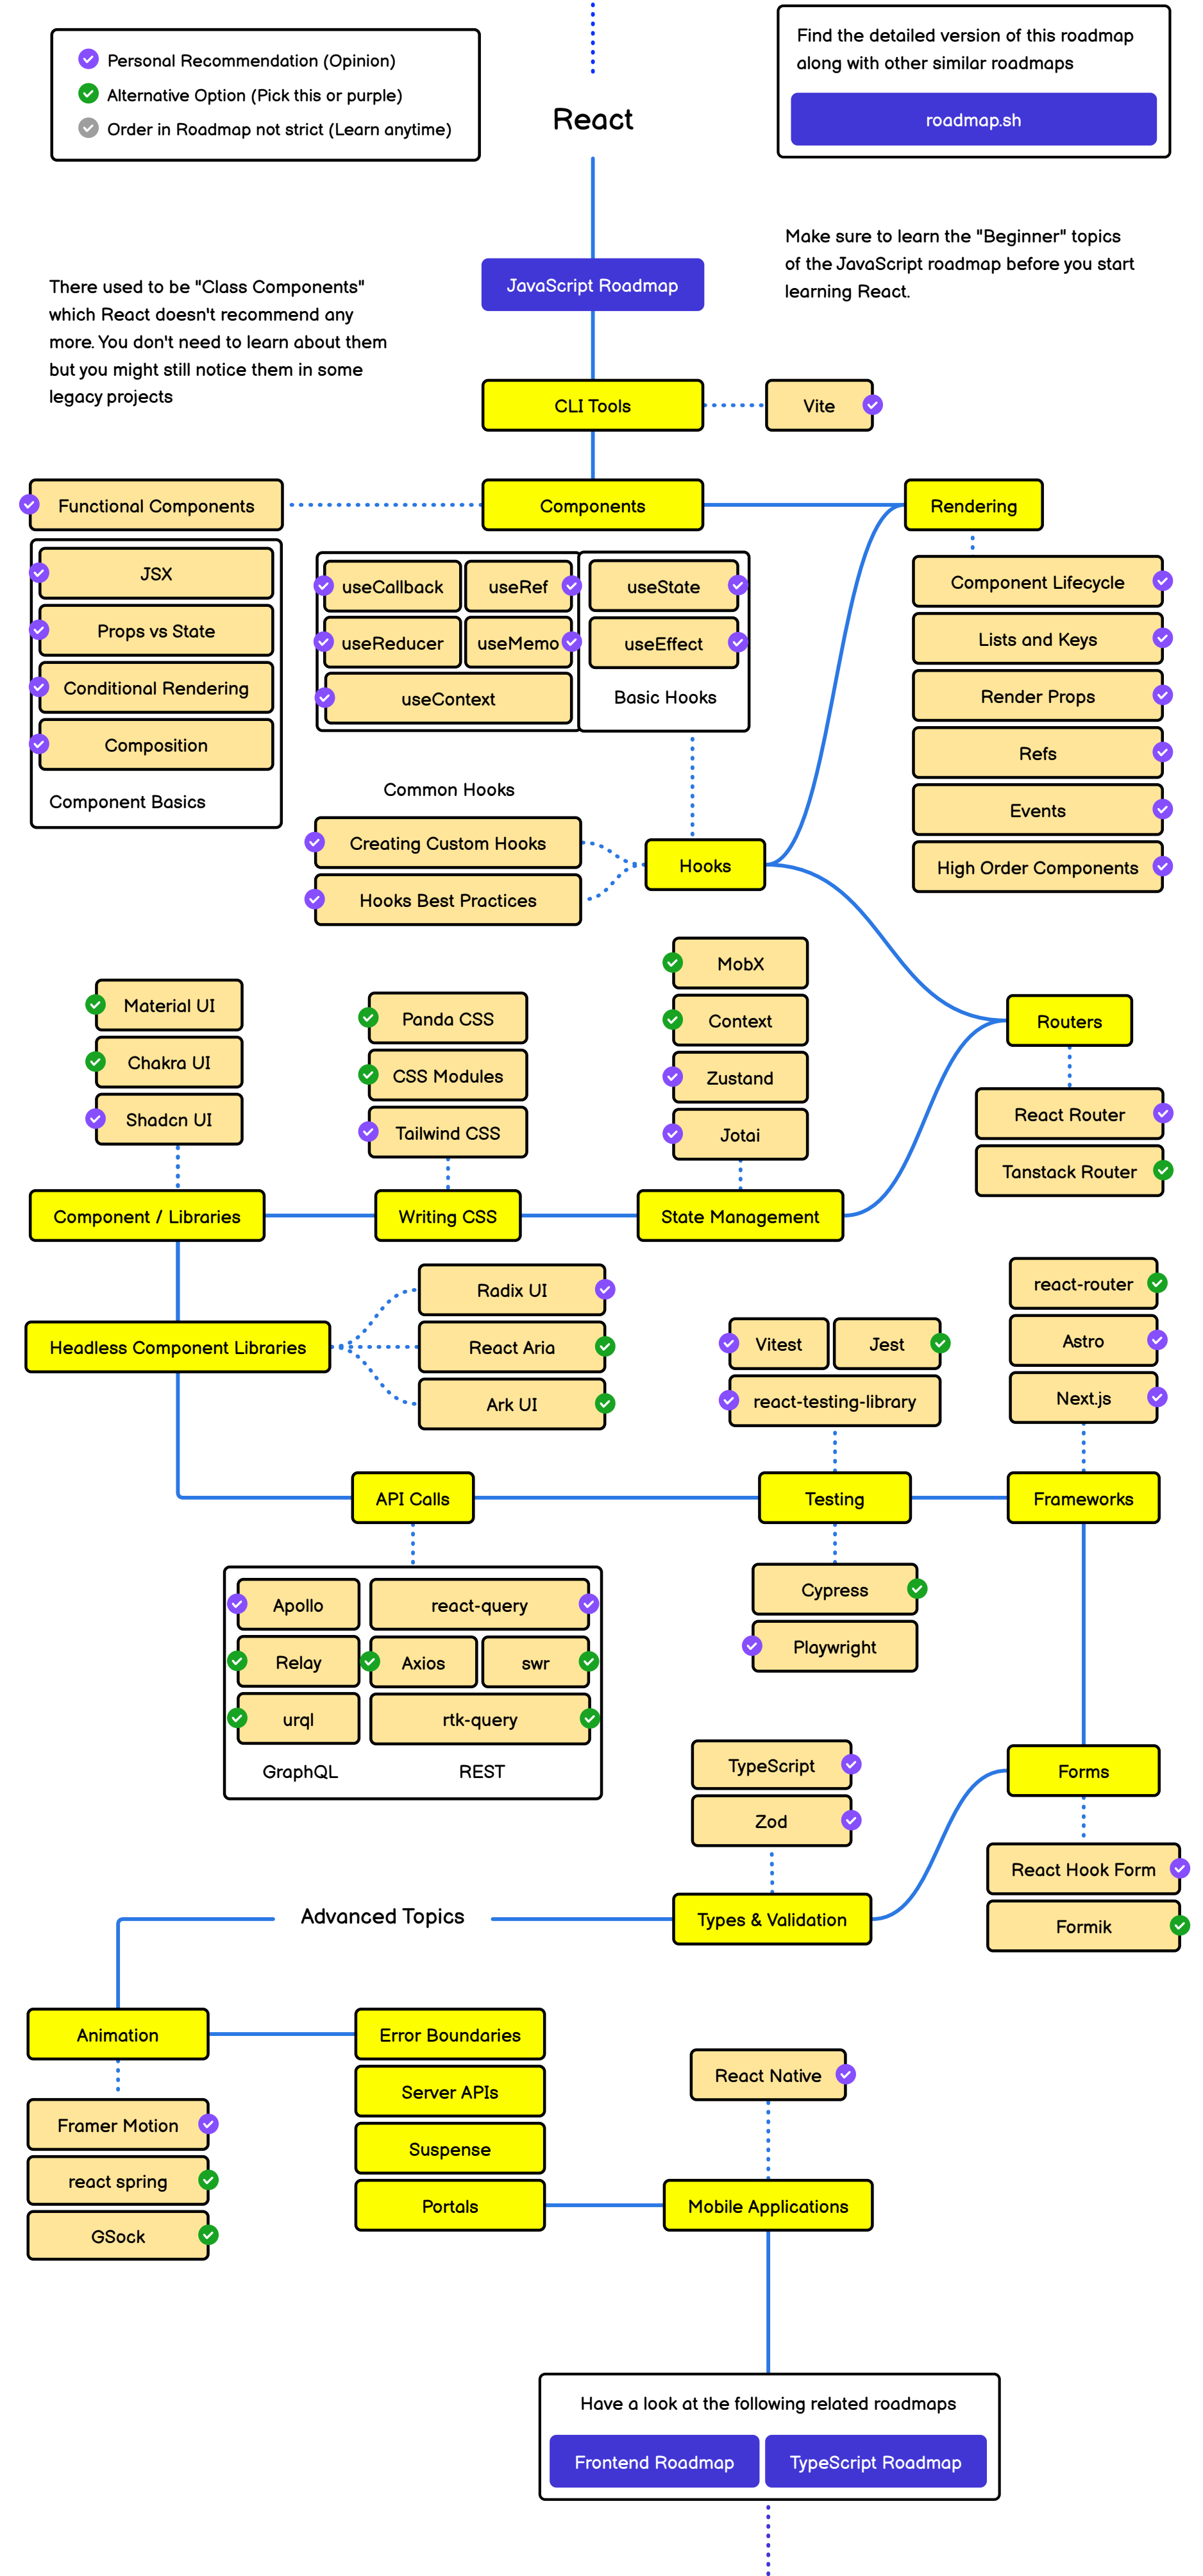 Personal Recommendation (Opinion)
Alternative Option (Pick this or purple)
Order in Roadmap not strict (Learn anytime)
React
Find the detailed version of this roadmap
along with other similar roadmaps
roadmap.sh
Make sure to learn the "Beginner" topics
of the JavaScript roadmap before you start
learning React.
JavaScript Roadmap
There used to be "Class Components"
which React doesn't recommend any
more. You don't need to learn about them
but you might still notice them in some
legacy projects
CLI Tools
Vite
Functional Components
Components
Rendering
JSX
Props vs State
Conditional Rendering
Composition
Component Basics
useCallback
useRef
useReducer
useMemo
useContext
useState
useEffect
Basic Hooks
Common Hooks
Component Lifecycle
Lists and Keys
Render Props
Refs
Events
High Order Components
Creating Custom Hooks
Hooks Best Practices
Hooks
Material UI
Chakra UI
Shadcn UI
Panda CSS
CSS Modules
Tailwind CSS
MobX
Context
Zustand
Jotai
Routers
React Router
Tanstack Router
Component / Libraries
Writing CSS
State Management
Headless Component Libraries
Radix UI
React Aria
Ark UI
Vitest
Jest
react-testing-library
react-router
Astro
Next.js
API Calls
Testing
Frameworks
Apollo
Relay
urql
GraphQL
react-query
Axios
swr
rtk-query
REST
Cypress
Playwright
TypeScript
Zod
Forms
React Hook Form
Formik
Types & Validation
Advanced Topics
Animation
Framer Motion
react spring
GSock
Error Boundaries
Server APIs
Suspense
Portals
React Native
Mobile Applications
Have a look at the following related roadmaps
Frontend Roadmap
TypeScript Roadmap